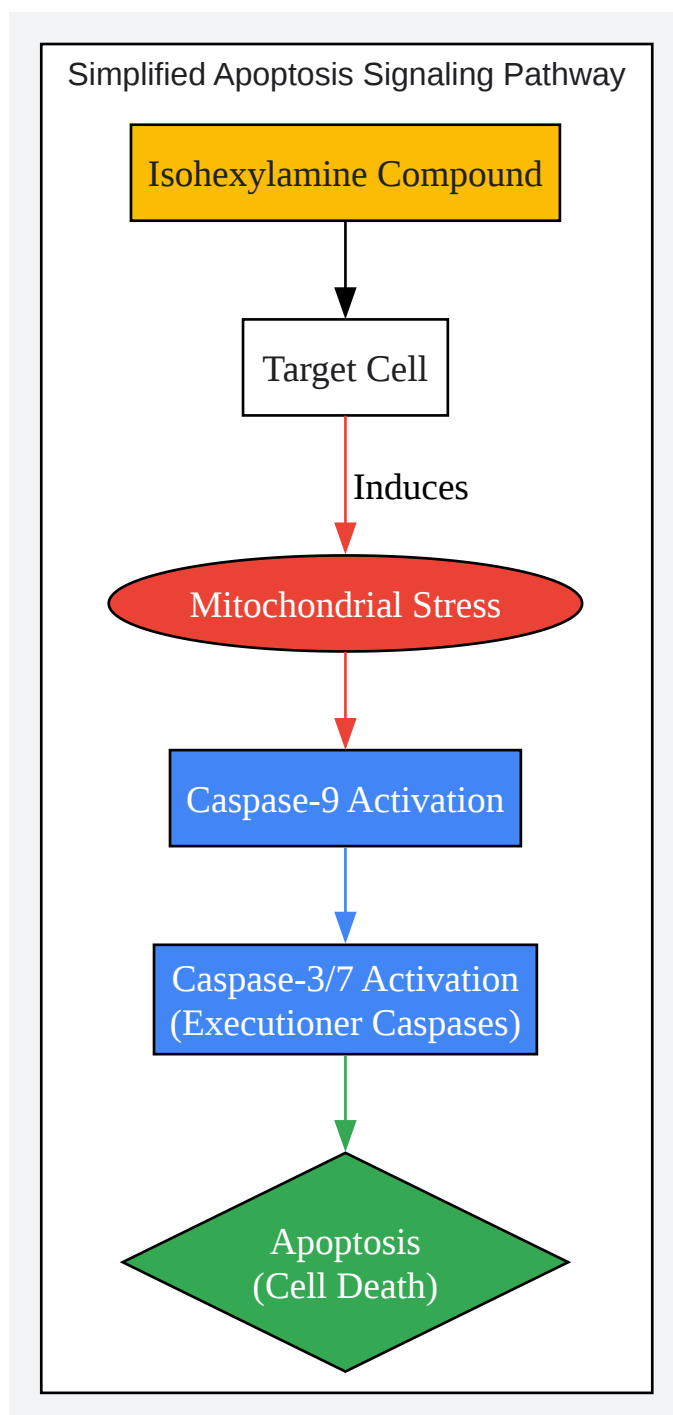 Simplified Apoptosis Signaling Pathway
Isohexylamine Compound
Target Cell
Induces
Mitochondrial Stress
Caspase-9 Activation
Caspase-3/7 Activation
(Executioner Caspases)
Apoptosis
(Cell Death)